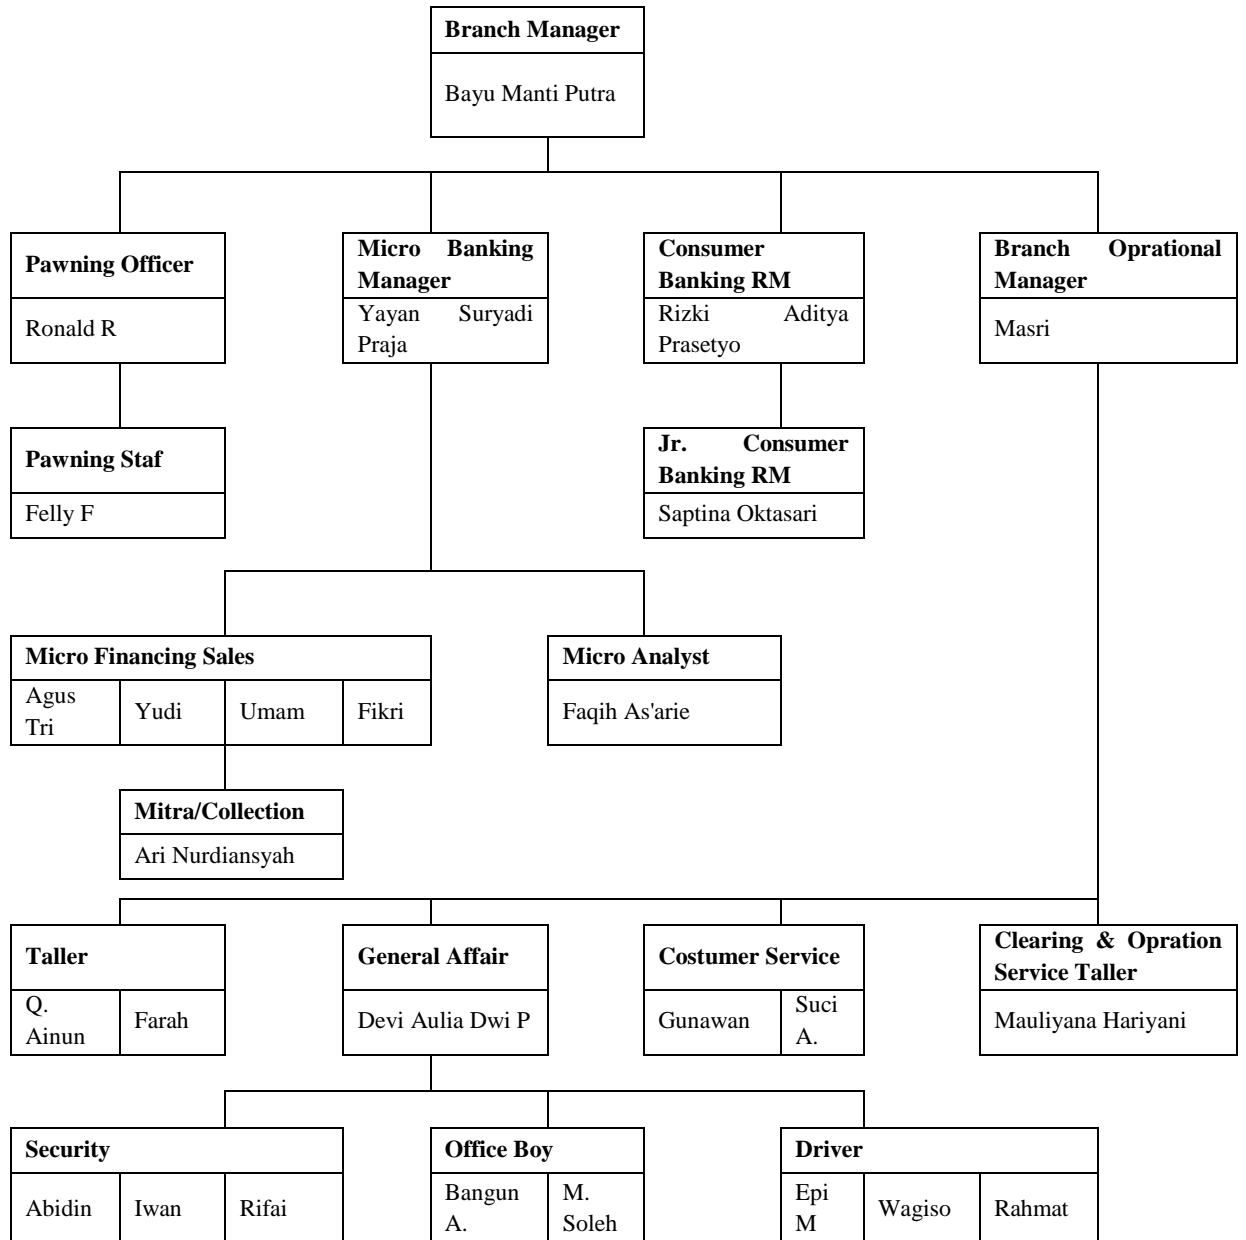 Branch Manager
Bayu Manti Putra
Pawning Officer
Ronald R
Micro Banking
Manager
Yayan Suryadi
Praja
Consumer
Banking RM
Rizki Aditya
Prasetyo
Branch Oprational
Manager
Masri
Pawning Staf
Felly F
Jr. Consumer
Banking RM
Saptina Oktasari
Micro Financing Sales
Agus
Tri
Yudi
Umam
Fikri
Micro Analyst
Faqih As'arie
Mitra/Collection
Ari Nurdiansyah
Taller
Q.
Ainun
Farah
General Affair
Devi Aulia Dwi P
Costumer Service
Gunawan
Suci
A.
Clearing & Opration
Service Taller
Mauliyana Hariyani
Security
Abidin
Iwan
Rifai
Office Boy
Bangun
A.
M.
Soleh
Driver
Epi
M
Wagiso
Rahmat